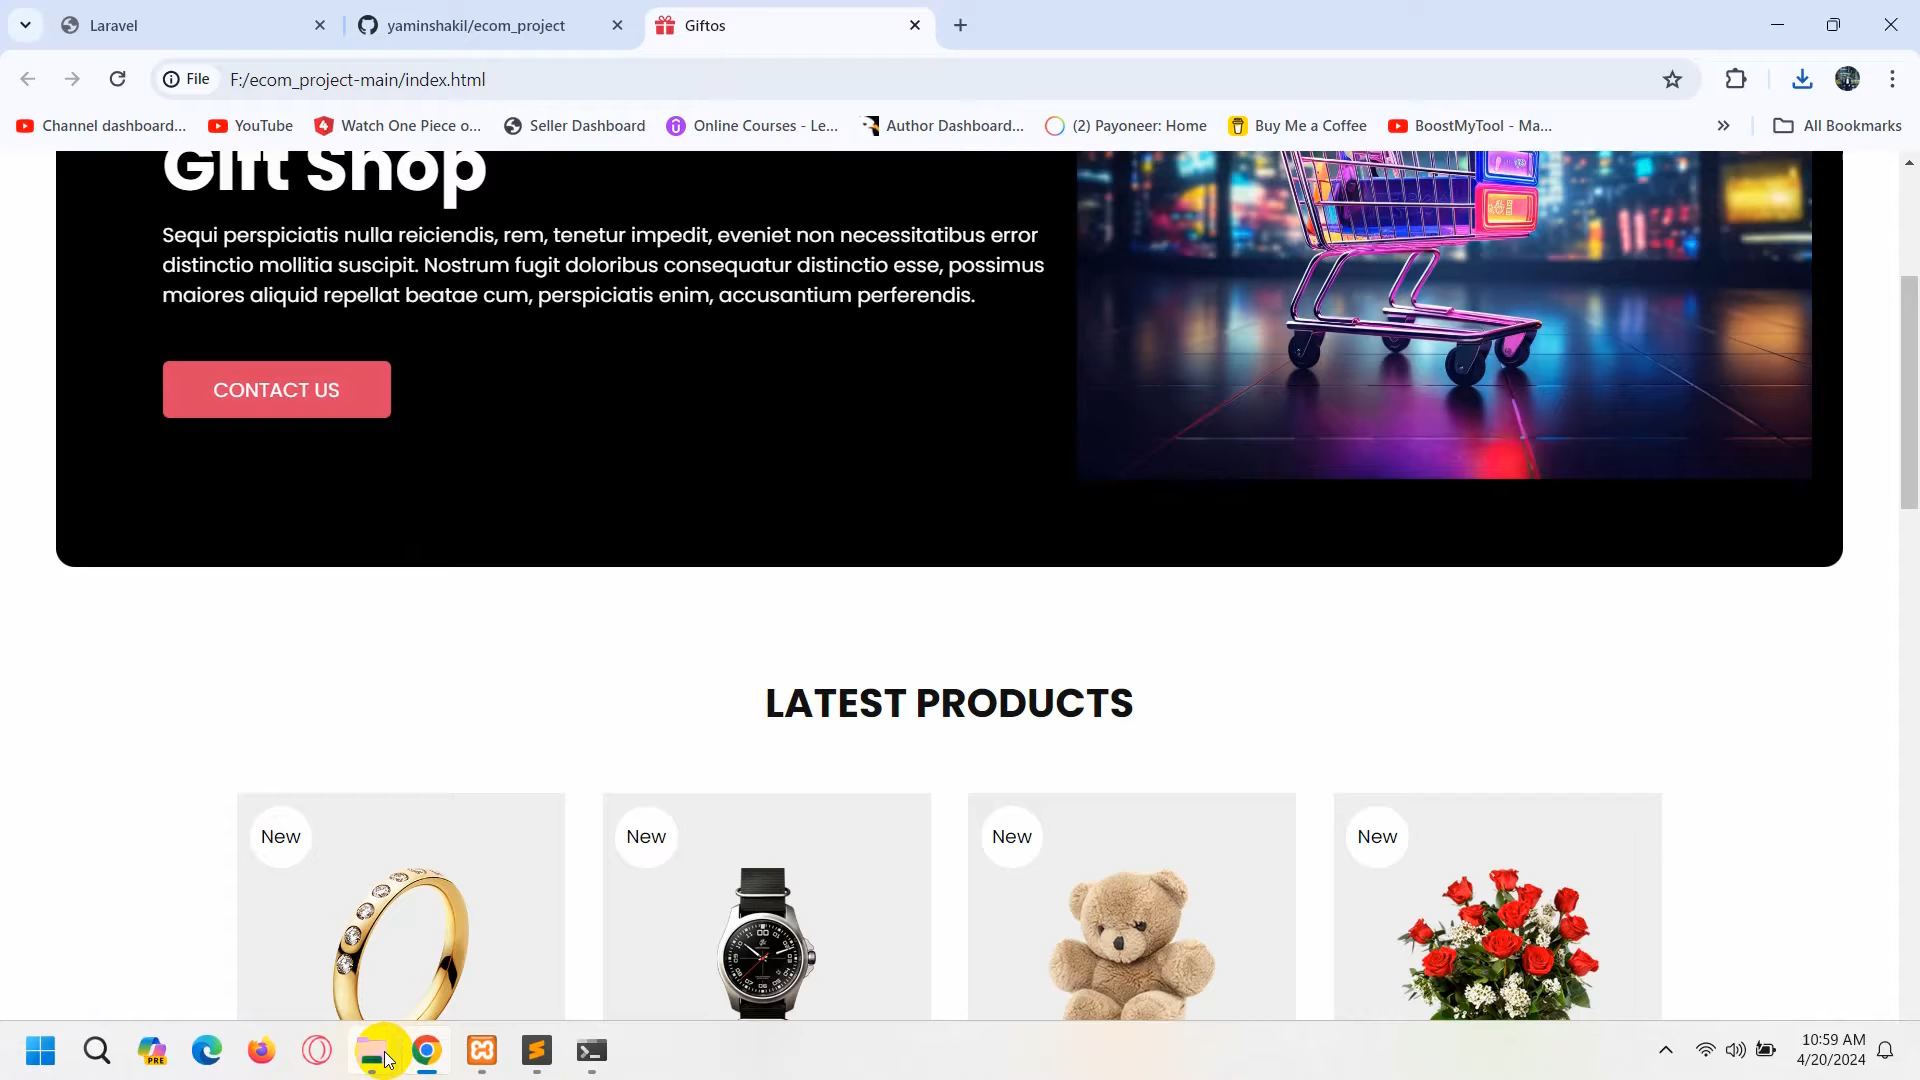 Laravel
yaminshakil/ecom_project
Giftos
File
F:/ecom_project-main/index.html
Channel dashboard...
YouTube
Watch One Piece o...
Seller Dashboard
Online Courses - Le...
Author Dashboard...
(2) Payoneer: Home
Buy Me a Coffee
BoostMyTool - Ma...
All Bookmarks
Gift Shop
Sequi perspiciatis nulla reiciendis, rem, tenetur impedit, eveniet non necessitatibus error
distinctio mollitia suscipit. Nostrum fugit doloribus consequatur distinctio esse, possimus
maiores aliquid repellat beatae cum, perspiciatis enim, accusantium perferendis.
CONTACT US
LATEST PRODUCTS
New
New
New
New
PRE
10:59 AM
4/20/2024